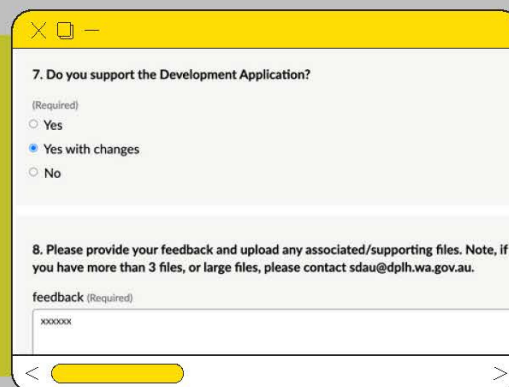 7. Do you support the Development Application?
(Required)
Yes
Yes with changes
No
8. Please provide your feedback and upload any associated/supporting files. Note, if
you have more than 3 files, or large files, please contact sdau@dplh.wa.gov.au.
feedback (Required)
xxxxxx